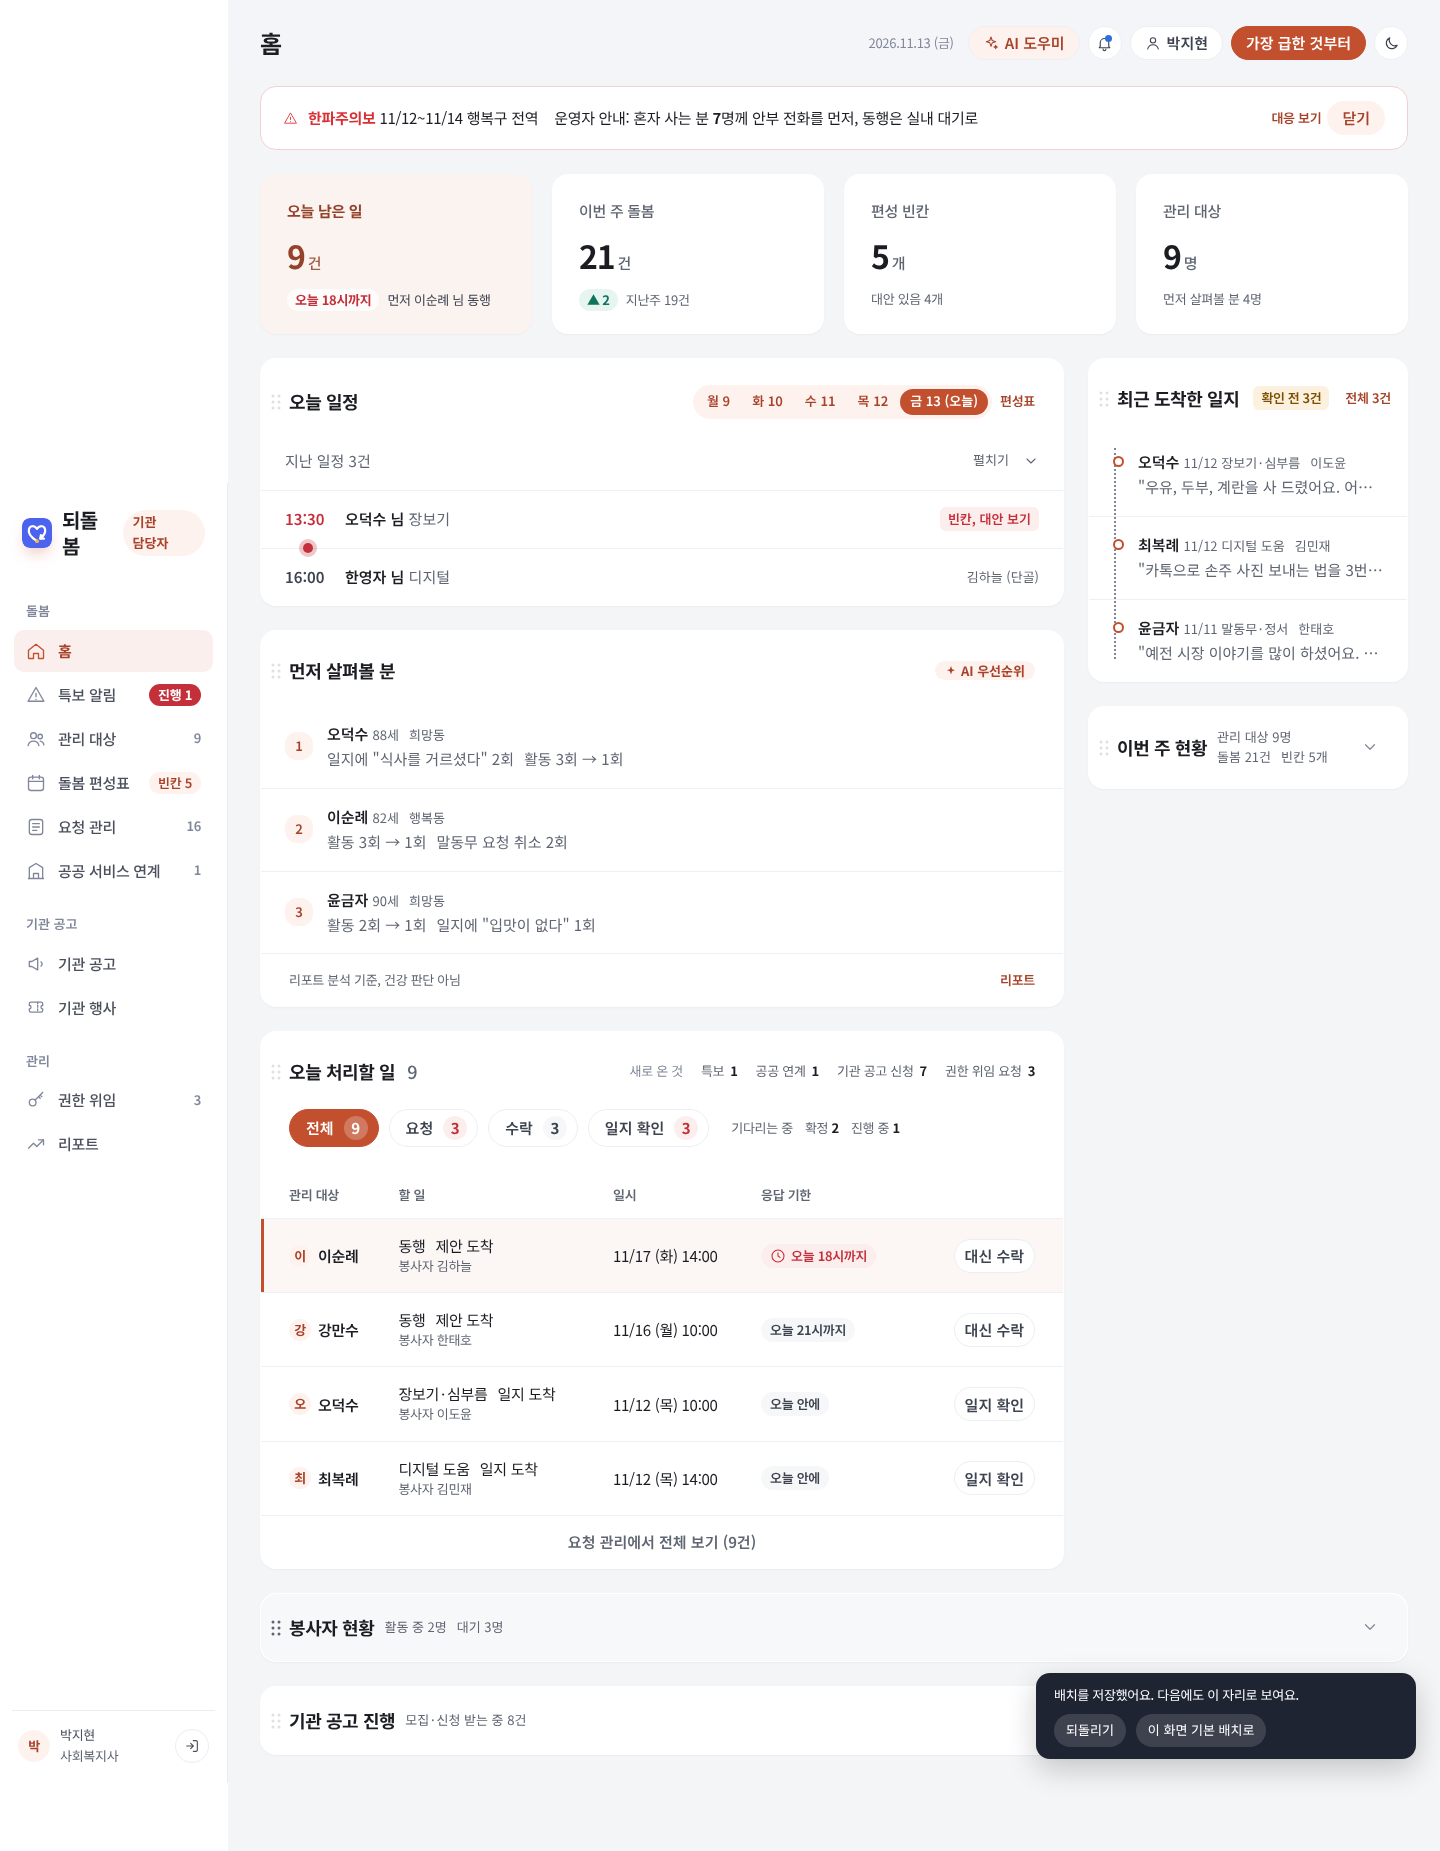 홈
2026.11.13 (금)
AI 도우미
박지현
가장 급한 것부터
한파주의보 11/12~11/14 행복구 전역 운영자 안내: 혼자 사는 분 7명께 안부 전화를 먼저, 동행은 실내 대기로
대응 보기
닫기
오늘 남은 일
9건
오늘 18시까지 먼저 이순례 님 동행
이번 주 돌봄
21건
▲2 지난주 19건
편성 빈칸
5개
대안 있음 4개
관리 대상
9명
먼저 살펴볼 분 4명
되돌봄
기관 담당자
돌봄
홈
특보 알림 진행 1
관리 대상 9
돌봄 편성표 빈칸 5
요청 관리 16
공공 서비스 연계 1
기관 공고
기관 공고
기관 행사
관리
권한 위임 3
리포트
박 박지현
사회복지사
오늘 일정
월 9 화 10 수 11 목 12 금 13 (오늘) 편성표
지난 일정 3건 펼치기
13:30 오덕수 님 장보기 빈칸, 대안 보기
16:00 한영자 님 디지털 김하늘 (단골)
먼저 살펴볼 분 AI 우선순위
1 오덕수 88세 희망동
일지에 "식사를 거르셨다" 2회 활동 3회 → 1회
2 이순례 82세 행복동
활동 3회 → 1회 말동무 요청 취소 2회
3 윤금자 90세 희망동
활동 2회 → 1회 일지에 "입맛이 없다" 1회
리포트 분석 기준, 건강 판단 아님 리포트
오늘 처리할 일 9
새로 온 것 특보 1 공공 연계 1 기관 공고 신청 7 권한 위임 요청 3
전체 9 요청 3 수락 3 일지 확인 3 기다리는 중 확정 2 진행 중 1
관리 대상 할 일 일시 응답 기한
이 이순례 동행 제안 도착 11/17 (화) 14:00 오늘 18시까지 대신 수락
봉사자 김하늘
강 강만수 동행 제안 도착 11/16 (월) 10:00 오늘 21시까지 대신 수락
봉사자 한태호
오 오덕수 장보기·심부름 일지 도착 11/12 (목) 10:00 오늘 안에 일지 확인
봉사자 이도윤
최 최복례 디지털 도움 일지 도착 11/12 (목) 14:00 오늘 안에 일지 확인
봉사자 김민재
요청 관리에서 전체 보기 (9건)
최근 도착한 일지 확인 전 3건 전체 3건
오덕수 11/12 장보기·심부름 이도윤
"우유, 두부, 계란을 사 드렸어요. 어…
최복례 11/12 디지털 도움 김민재
"카톡으로 손주 사진 보내는 법을 3번…
윤금자 11/11 말동무·정서 한태호
"예전 시장 이야기를 많이 하셨어요. …
이번 주 현황
관리 대상 9명
돌봄 21건 빈칸 5개
봉사자 현황 활동 중 2명 대기 3명
기관 공고 진행 모집·신청 받는 중 8건
배치를 저장했어요. 다음에도 이 자리로 보여요.
되돌리기 이 화면 기본 배치로